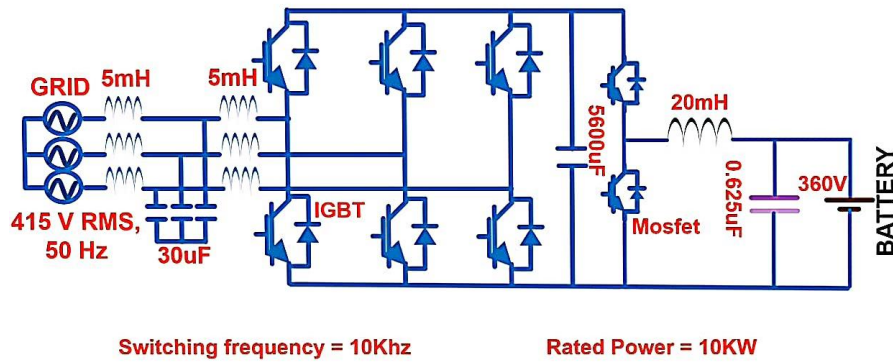 GRID
5mH
5mH
415 V RMS,
50 Hz
30uF
IGBT
5600uF
Mosfet
20mH
0.625uF
360V
BATTERY
Switching frequency = 10Khz
Rated Power = 10KW